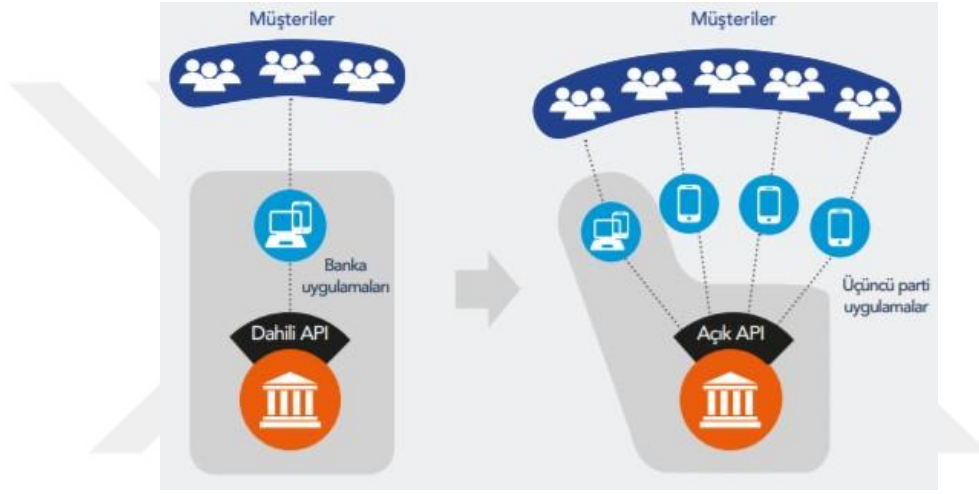 Müşteriler
Banka
uygulamaları
Dahili API
Müşteriler
Üçüncü parti
uygulamalar
Açık API